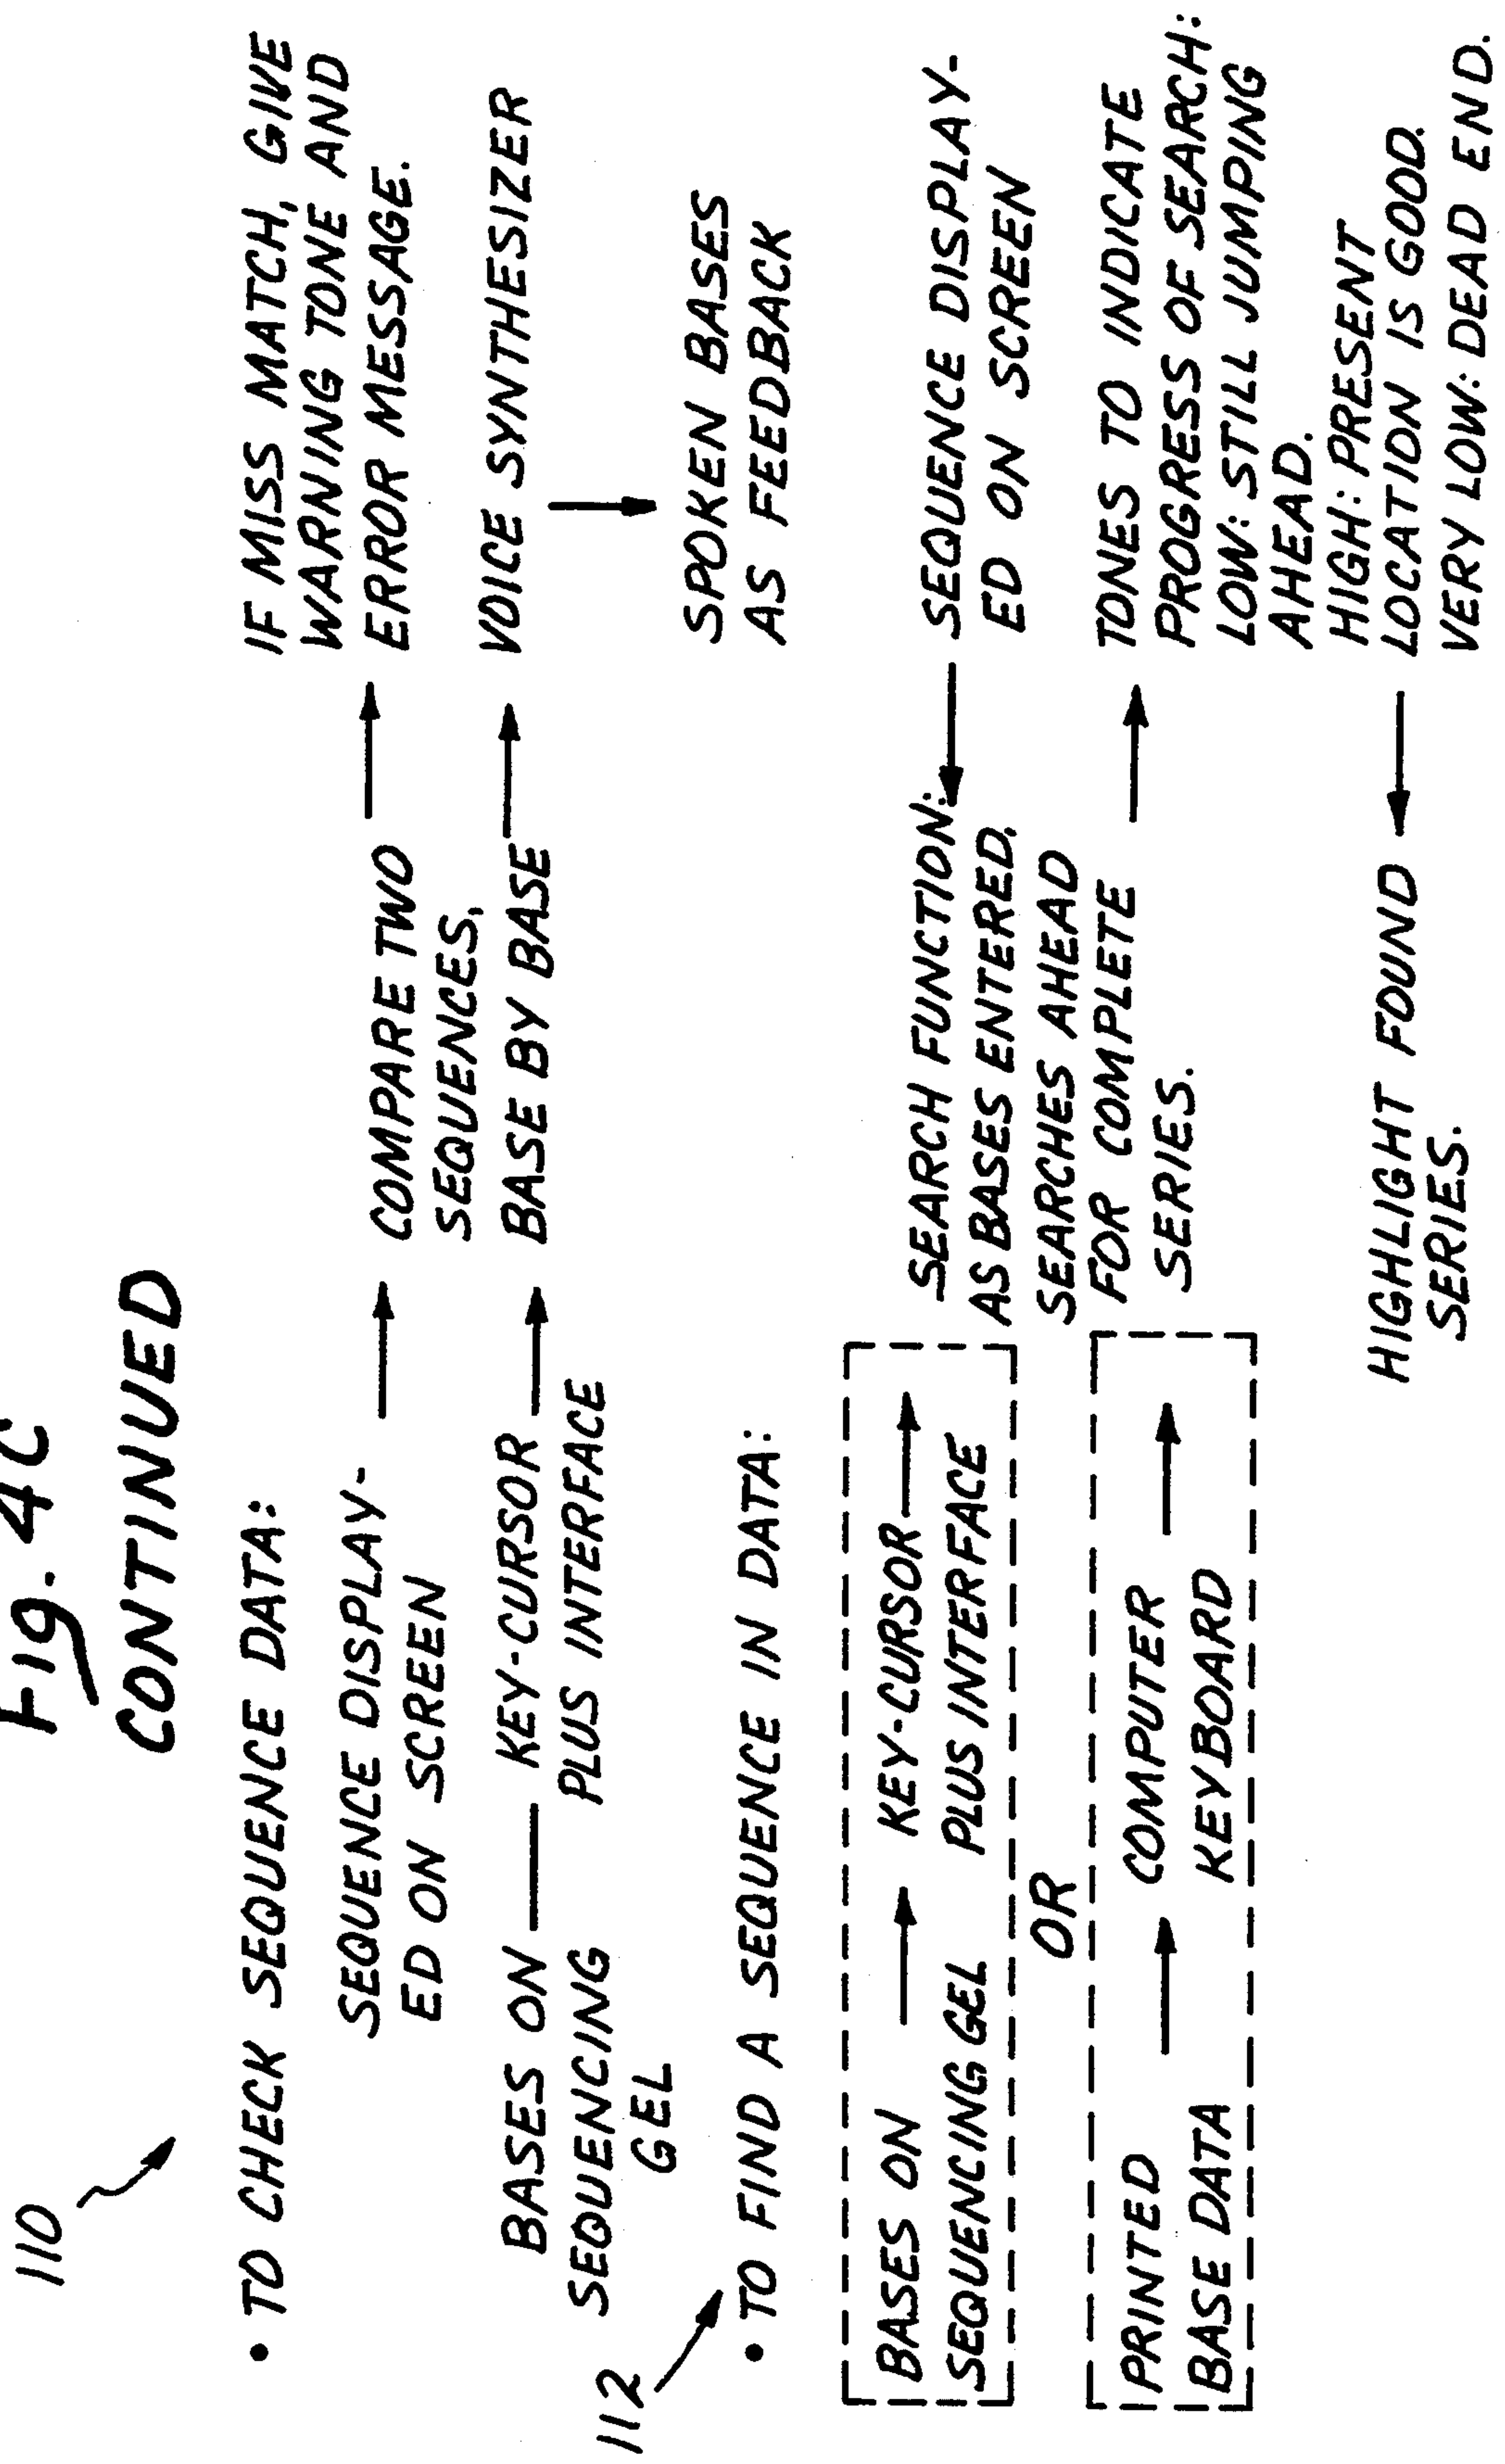 Fig. 4C
CONTINUED
110
• TO CHECK SEQUENCE DATA:
SEQUENCE DISPLAY-
ED ON SCREEN
COMPARE TWO
SEQUENCES,
BASE BY BASE
IF MISS MATCH, GIVE
WARNING TONE AND
ERROR MESSAGE.
BASES ON
SEQUENCING
GEL
KEY-CURSOR
PLUS INTERFACE
VOICE SYNTHESIZER
SPOKEN BASES
AS FEEDBACK
112
• TO FIND A SEQUENCE IN DATA:
BASES ON
SEQUENCING GEL
KEY-CURSOR
PLUS INTERFACE
OR
PRINTED
BASE DATA
COMPUTER
KEYBOARD
SEARCH FUNCTION:
AS BASES ENTERED.
SEARCHES AHEAD
FOR COMPLETE
SERIES.
SEQUENCE DISPLAY-
ED ON SCREEN
TONES TO INDICATE
PROGRESS OF SEARCH:
LOW: STILL JUMPING
AHEAD.
HIGH: PRESENT
LOCATION IS GOOD.
VERY LOW: DEAD END.
HIGHLIGHT FOUND
SERIES.